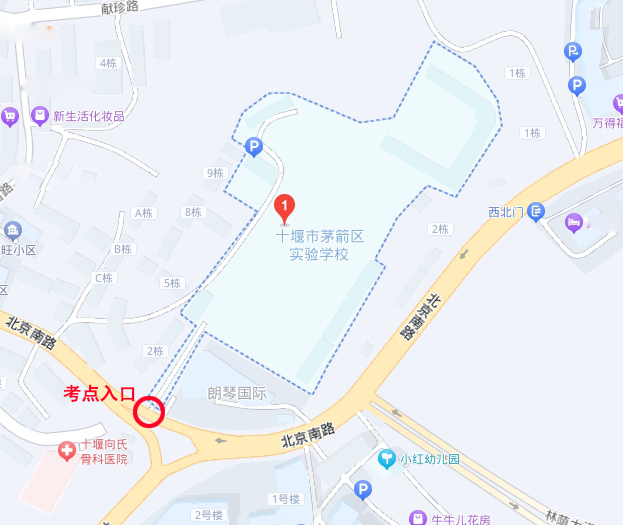 献珍路
4栋
1栋
P
P
新生活化妆品
1栋
万得福
P
9栋
1
A栋
8栋
西北门
十堰市茅箭区
实验学校
2栋
旺小区
B栋
C栋
5栋
区
北京南路
北京南路
2栋
考点入口
朗琴国际
北京南路
十堰向氏
骨科医院
小红幼儿园
P
1号楼
2号楼
牛牛儿花房
林荫大道